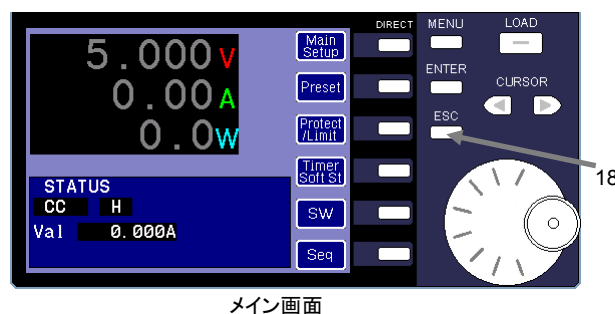 DIRECT
MENU
LOAD
ENTER
CURSOR
ESC
5.000V
0.00A
0.0W
Main
Setup
Preset
Protect
/Limit
Timer
Soft St
SW
Seq
STATUS
CC H
Val 0.000A
18
メイン画面